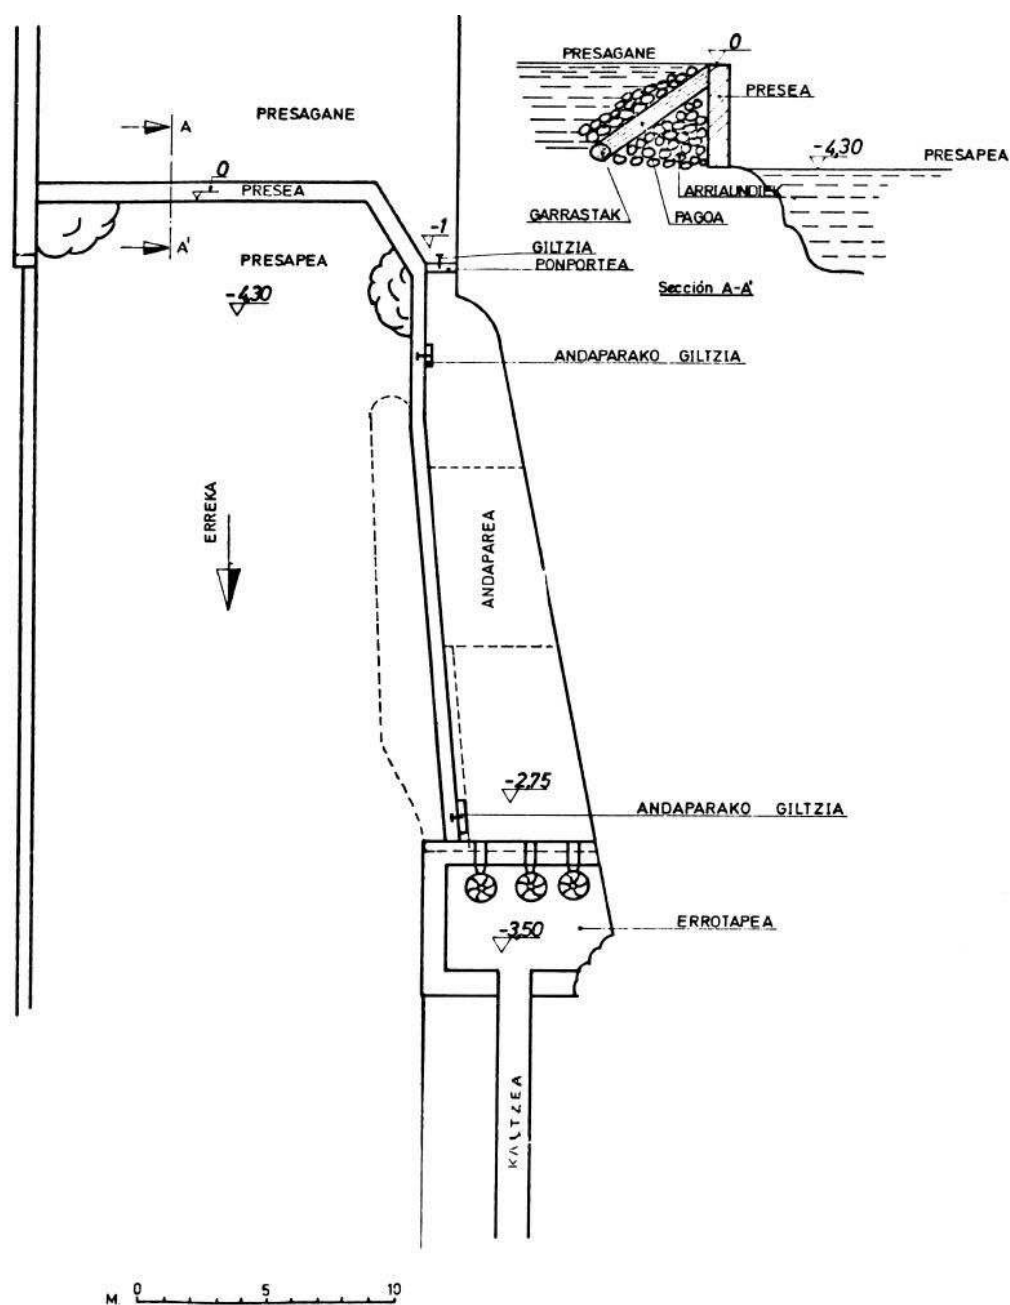 PRESAGANE
0
PRESEA
-4,30
PRESAPEA
ARRIAUNDIEK
GARRASTAK
PAGOA
Sección A-A'
A
PRESAGANE
0
PRESEA
A'
PRESAPEA
-4,30
-1
GILTZIA
PONPORTEA
ANDAPARAKO GILTZIA
ERREKA
ANDAPAREA
-2,75
ANDAPARAKO GILTZIA
ERROTAPEA
-3,50
KALTZEA
M. 0 5 10